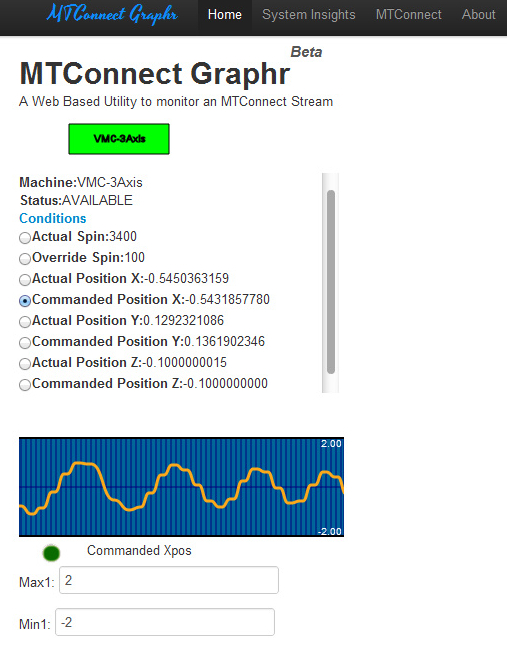 MTConnect Graphr Home System Insights MTConnect About
Beta
MTConnect Graphr
A Web Based Utility to monitor an MTConnect Stream
VMC-3Axis
Machine:VMC-3Axis
Status:AVAILABLE
Conditions
Actual Spin:3400
Override Spin:100
Actual Position X:-0.5450363159
Commanded Position X:-0.5431857780
Actual Position Y:0.1292321086
Commanded Position Y:0.1361902346
Actual Position Z:-0.1000000015
Commanded Position Z:-0.1000000000
2.00
-2.00
Commanded Xpos
Max1: 2
Min1: -2